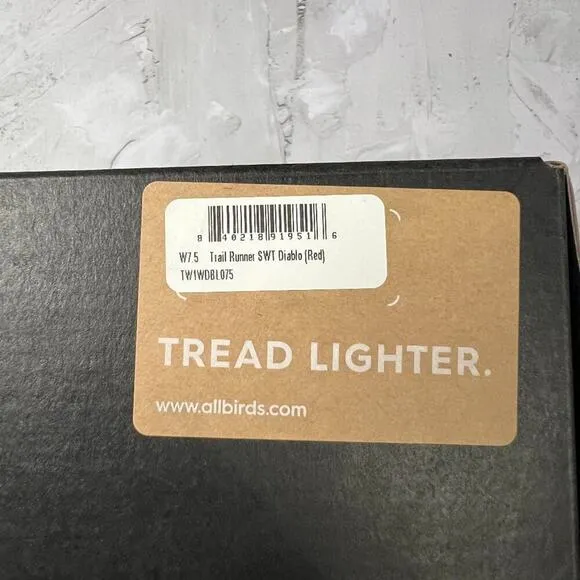 8 40218 91951 6
W7.5 Trail Runner SWT Diablo (Red)
TW1WDBL075
TREAD LIGHTER.
www.allbirds.com